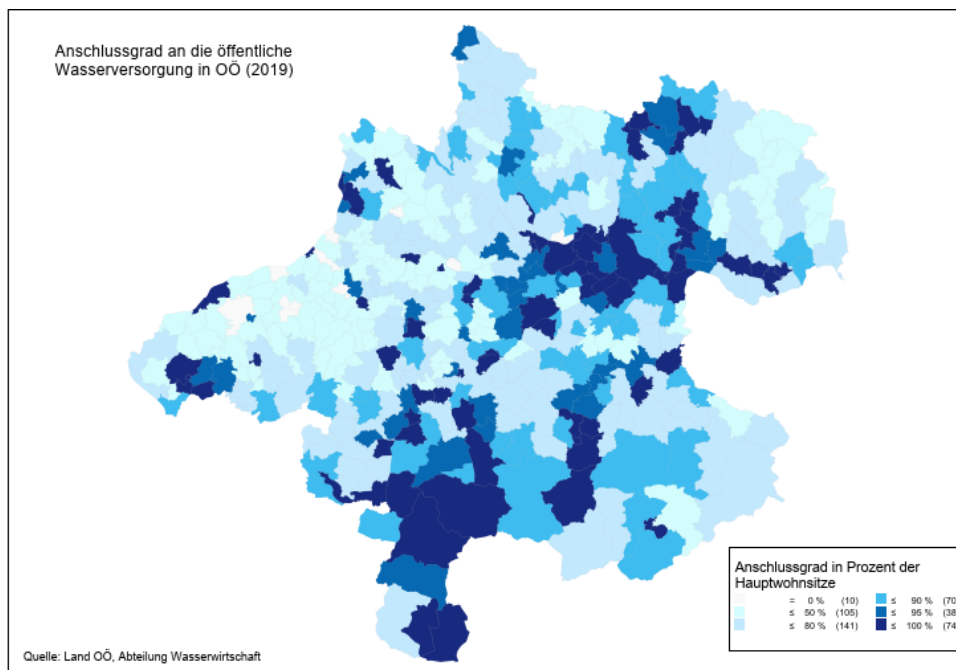 Anschlussgrad an die öffentliche
Wasserversorgung in OÖ (2019)
Anschlussgrad in Prozent der
Hauptwohnsitze
= 0 % (10)
≤ 50 % (105)
≤ 80 % (141)
≤ 90 % (70
≤ 95 % (38
≤ 100 % (74
Quelle: Land OÖ, Abteilung Wasserwirtschaft